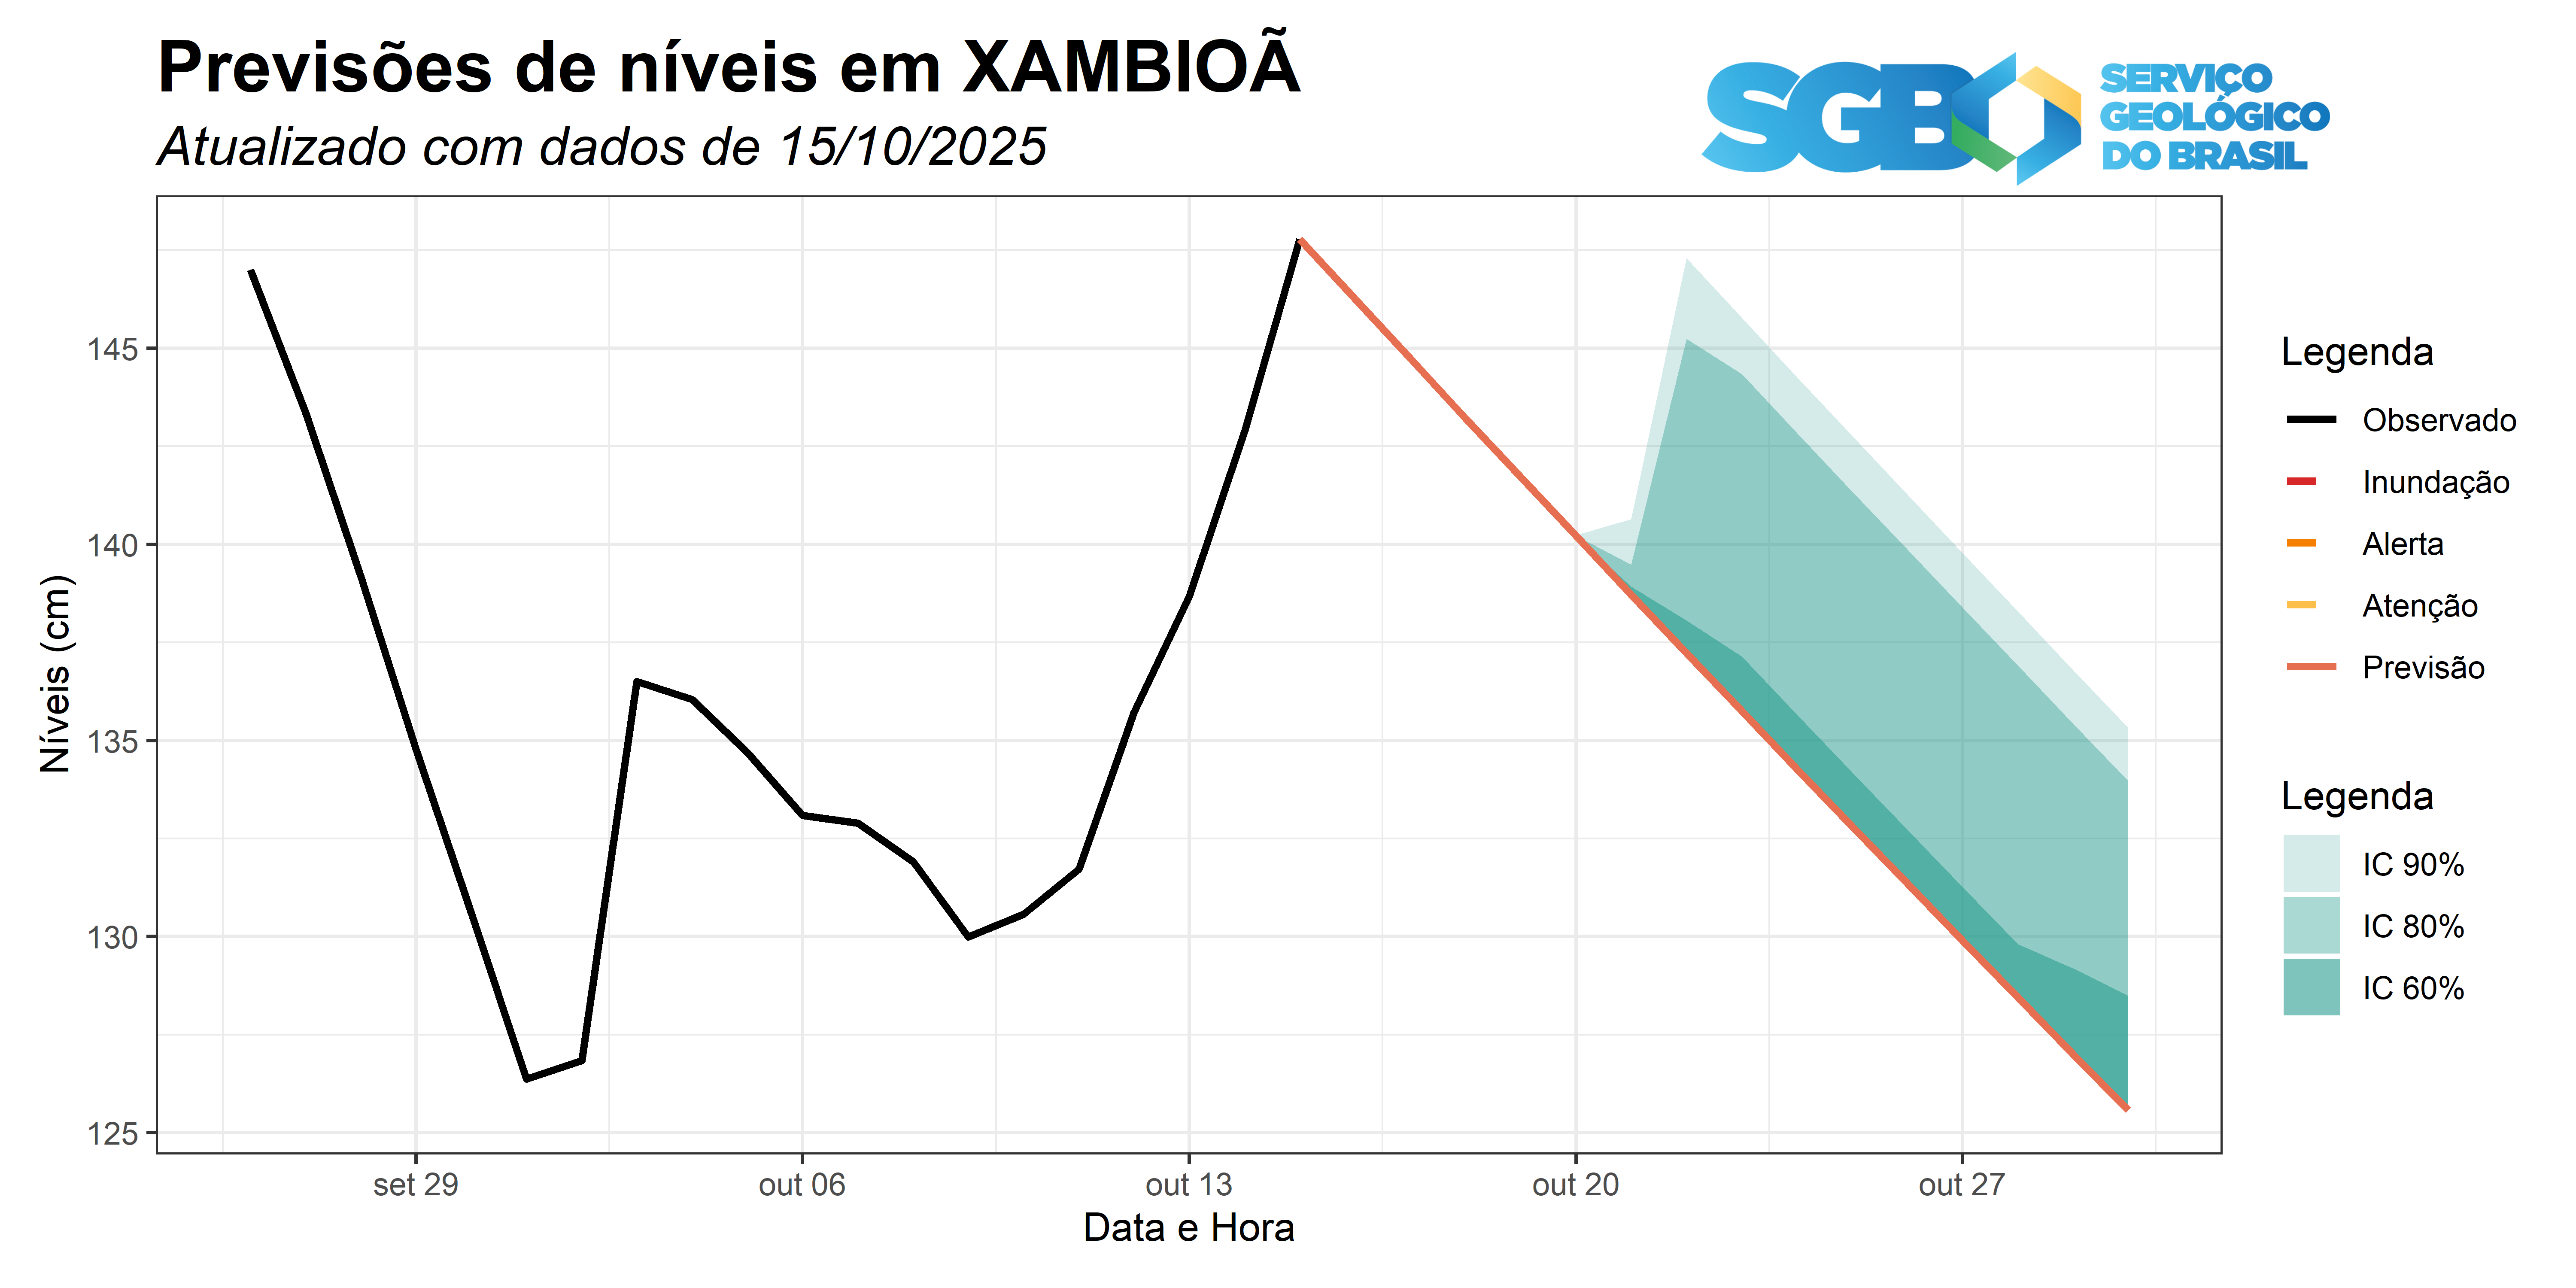 Previsões de níveis em XAMBIOÃ
Atualizado com dados de 15/10/2025
SGB
SERVIÇO
GEOLÓGICO
DO BRASIL
Níveis (cm)
145
140
135
130
125
set 29
out 06
out 13
out 20
out 27
Data e Hora
Legenda
Observado
Inundação
Alerta
Atenção
Previsão
Legenda
IC 90%
IC 80%
IC 60%